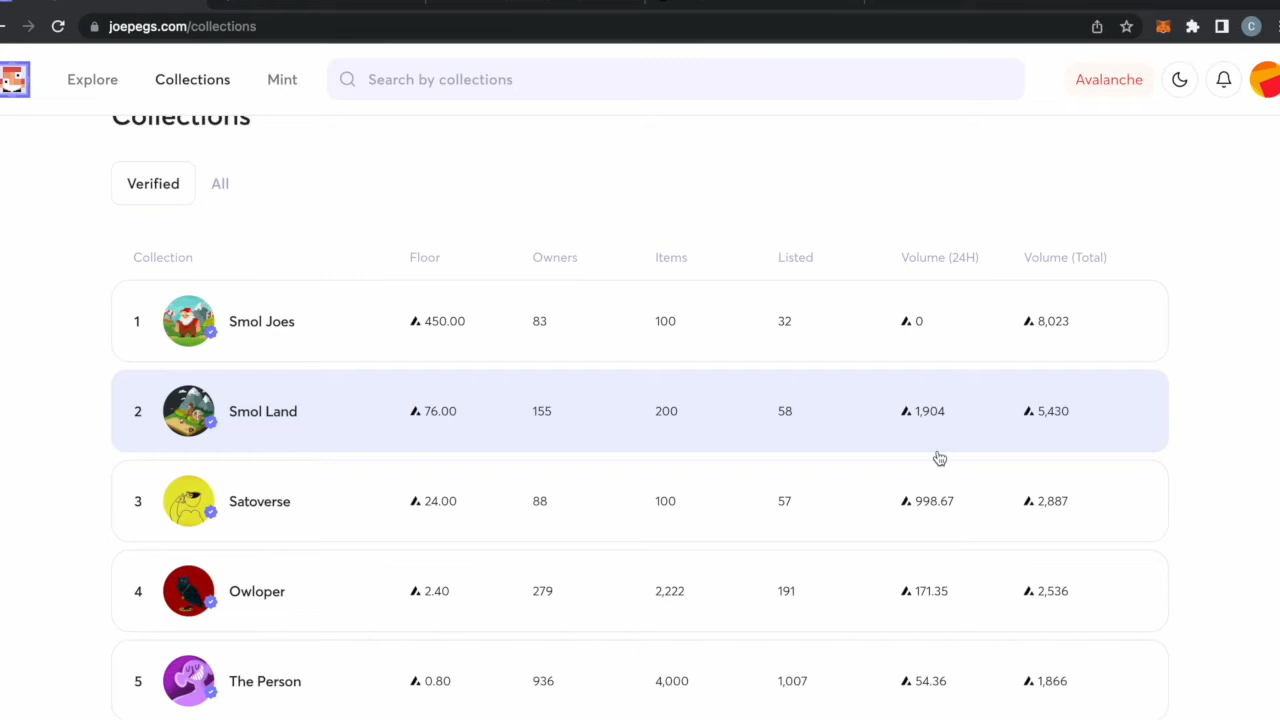 joepegs.com/collections
C
Explore Collections Mint Search by collections Avalanche
Collections
Verified All
Collection Floor Owners Items Listed Volume (24H) Volume (Total)
1 Smol Joes 450.00 83 100 32 0 8,023
2 Smol Land 76.00 155 200 58 1,904 5,430
3 Satoverse 24.00 88 100 57 998.67 2,887
4 Owloper 2.40 279 2,222 191 171.35 2,536
5 The Person 0.80 936 4,000 1,007 54.36 1,866